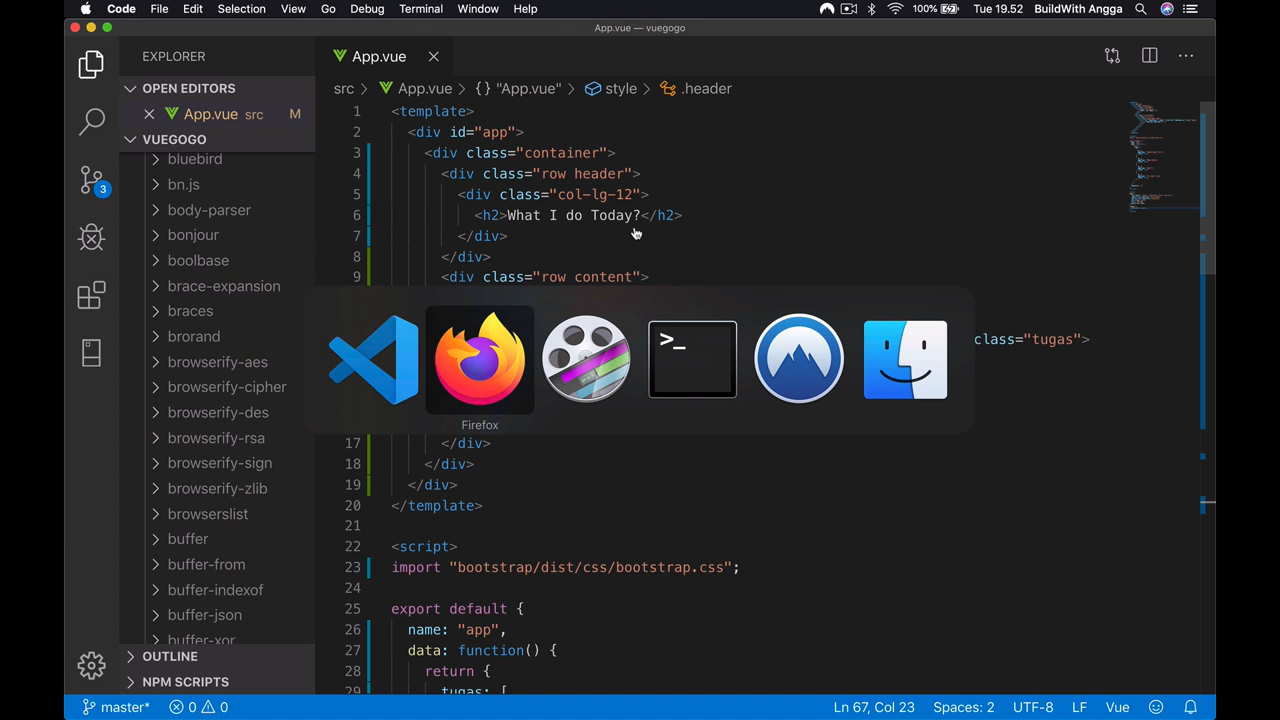 Code File Edit Selection View Go Debug Terminal Window Help 100% Tue 19.52 BuildWith Angga
App.vue — vuegogo
EXPLORER
App.vue
OPEN EDITORS
App.vue src M
VUEGOGO
bluebird
bn.js
body-parser
bonjour
boolbase
brace-expansion
braces
brorand
browserify-aes
browserify-cipher
browserify-des
browserify-rsa
browserify-sign
browserify-zlib
browserslist
buffer
buffer-from
buffer-indexof
buffer-json
buffer-xor
OUTLINE
NPM SCRIPTS
3
src > App.vue > {} "App.vue" > style > .header
1 <template>
2 <div id="app">
3 <div class="container">
4 <div class="row header">
5 <div class="col-lg-12">
6 <h2>What I do Today?</h2>
7 </div>
8 </div>
9 <div class="row content">
class="tugas">
>_
Firefox
17 </div>
18 </div>
19 </div>
20 </template>
21
22 <script>
23 import "bootstrap/dist/css/bootstrap.css";
24
25 export default {
26 name: "app",
27 data: function() {
28 return {
29 tugas: [
master* 0 0 Ln 67, Col 23 Spaces: 2 UTF-8 LF Vue